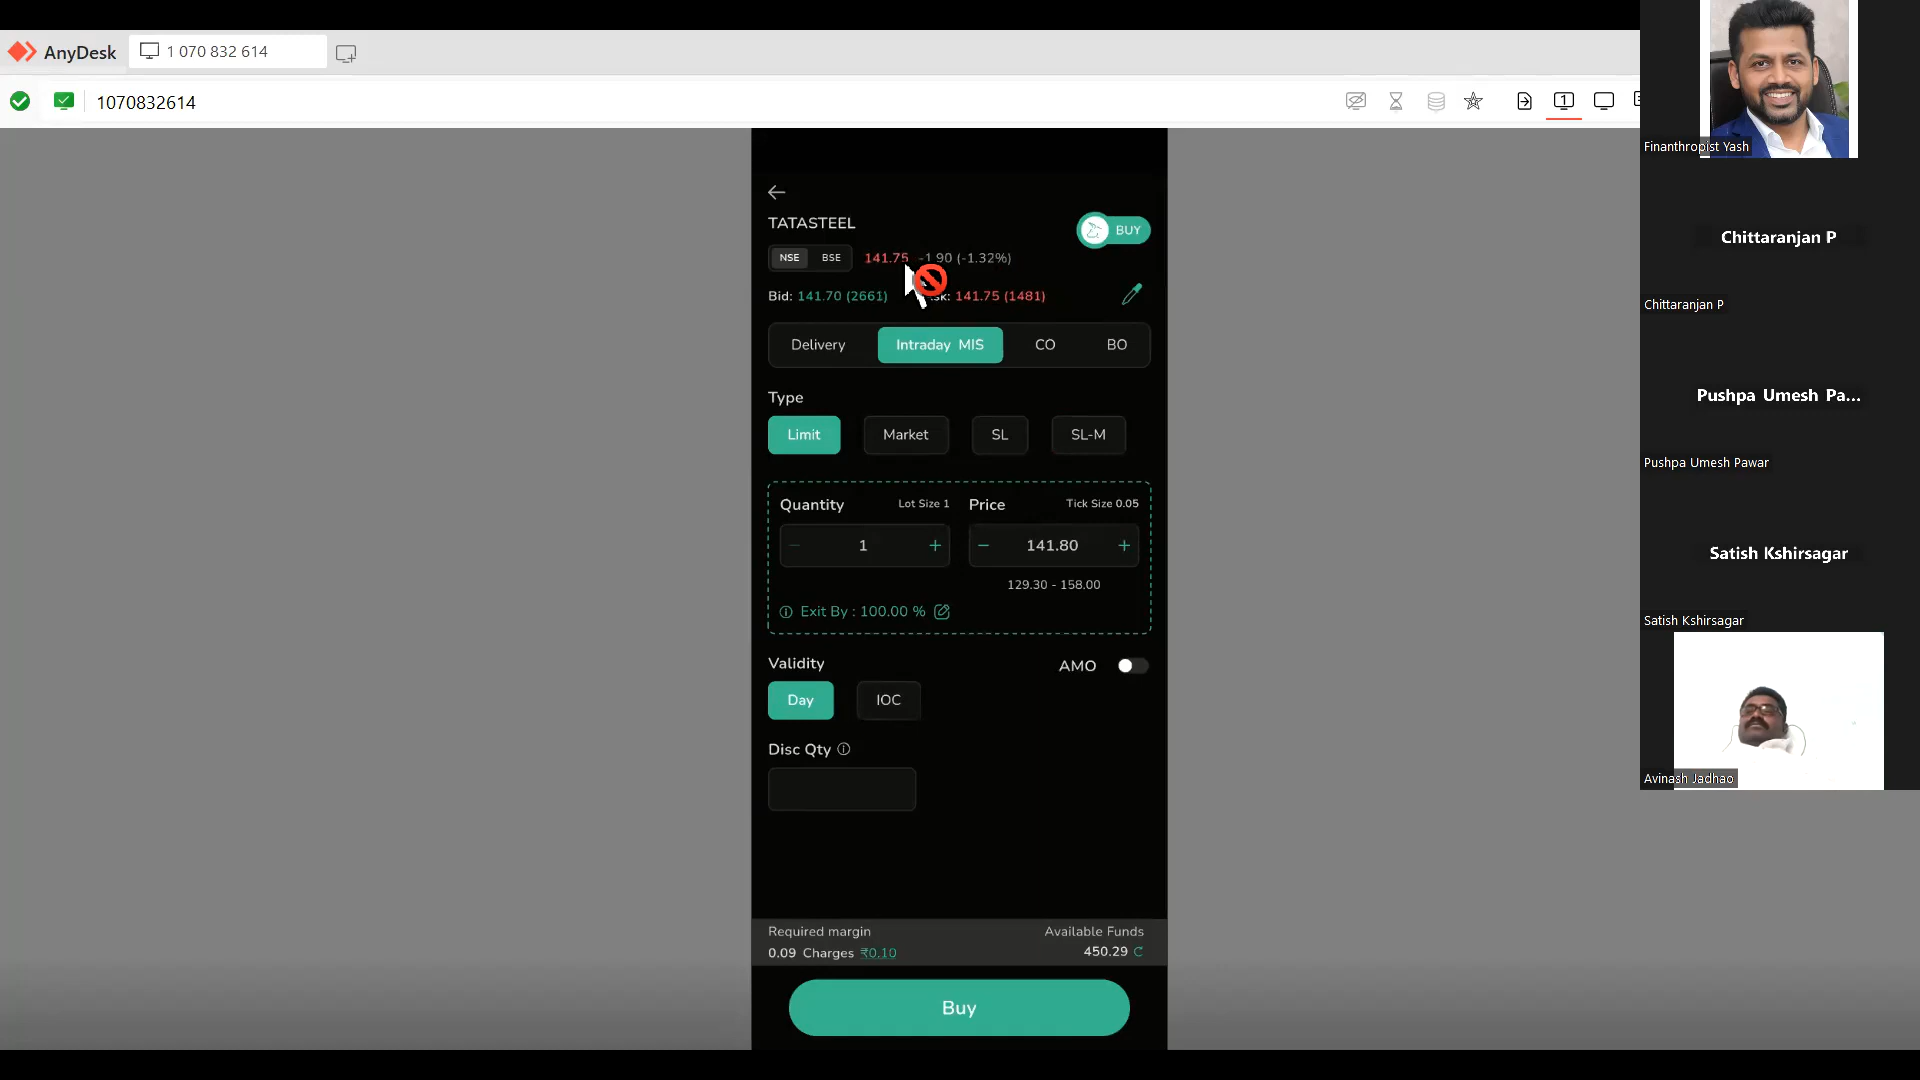 AnyDesk
1 070 832 614
1070832614
1
TATASTEEL
BUY
NSE BSE 141.75 -1.90 (-1.32%)
Bid: 141.70 (2661) 141.75 (1481)
Delivery Intraday MIS CO BO
Type
Limit Market SL SL-M
Quantity Lot Size 1 Price Tick Size 0.05
− 1 + − 141.80 +
129.30 - 158.00
Exit By : 100.00 %
Validity AMO
Day IOC
Disc Qty
Required margin Available Funds
0.09 Charges ₹0.10 450.29
Buy
Finanthropist Yash
Chittaranjan P
Chittaranjan P
Pushpa Umesh Pa...
Pushpa Umesh Pawar
Satish Kshirsagar
Satish Kshirsagar
Avinash Jadhao